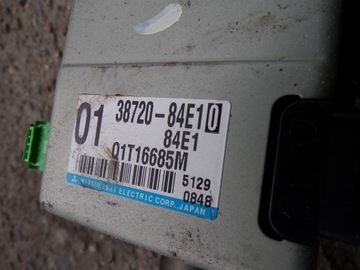 01
38720-84E10
84E1
Q1T16685M
5129
0848
MITSUBISHI ELECTRIC CORP. JAPAN